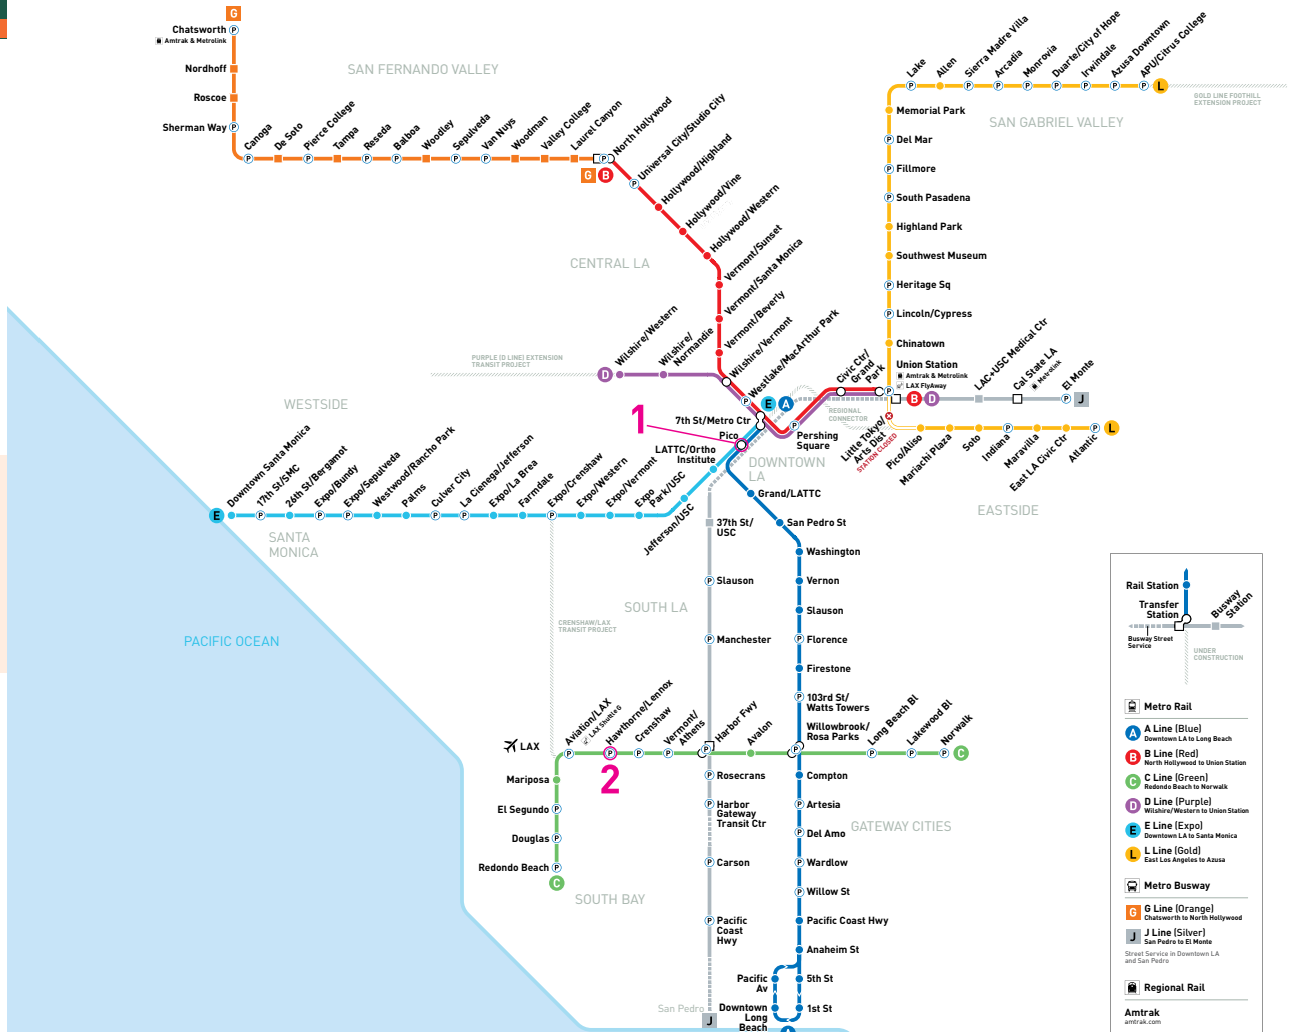 G
Chatsworth
Amtrak & Metrolink
Nordhoff
Roscoe
Sherman Way
Canoga
De Soto
Pierce College
Tampa
Reseda
Balboa
Woodley
Sepulveda
Van Nuys
Woodman
Valley College
Laurel Canyon
North Hollywood
G
B
Universal City/Studio City
Hollywood/Highland
Hollywood/Vine
Hollywood/Western
Vermont/Sunset
Vermont/Santa Monica
Vermont/Beverly
Wilshire/Vermont
Westlake/MacArthur Park
SAN FERNANDO VALLEY
CENTRAL LA
Lake
Allen
Sierra Madre Villa
Arcadia
Monrovia
Duarte/City of Hope
Irwindale
Azusa Downtown
APU/Citrus College
L
GOLD LINE FOOTHILL
EXTENSION PROJECT
SAN GABRIEL VALLEY
Memorial Park
Del Mar
Fillmore
South Pasadena
Highland Park
Southwest Museum
Heritage Sq
Lincoln/Cypress
Chinatown
Union Station
Amtrak & Metrolink
LAX FlyAway
B
D
LAC+USC Medical Ctr
Cal State LA
Metrolink
El Monte
J
PURPLE (D LINE) EXTENSION
TRANSIT PROJECT
D
Wilshire/Western
Wilshire/
Normandie
Civic Ctr/
Grand
Park
E
A
REGIONAL
CONNECTOR
Pershing
Square
Little Tokyo/
Arts Dist
STATION CLOSED
Pico/Aliso
Mariachi Plaza
Soto
Indiana
Maravilla
East LA Civic Ctr
Atlantic
L
WESTSIDE
1
7th St/Metro Ctr
Pico
LATTC/Ortho
Institute
DOWNTOWN
LA
EASTSIDE
E
Downtown Santa Monica
17th St/SMC
26th St/Bergamot
Expo/Bundy
Expo/Sepulveda
Westwood/Rancho Park
Palms
Culver City
La Cienega/Jefferson
Expo/La Brea
Farmdale
Expo/Crenshaw
Expo/Western
Expo/Vermont
Expo
Park/USC
Jefferson/USC
SANTA
MONICA
Grand/LATTC
San Pedro St
Washington
Vernon
Slauson
Florence
Firestone
103rd St/
Watts Towers
Willowbrook/
Rosa Parks
37th St/
USC
Slauson
Manchester
SOUTH LA
CRENSHAW/LAX
TRANSIT PROJECT
PACIFIC OCEAN
LAX
Aviation/LAX
LAX Shuttle G
Hawthorne/Lennox
Crenshaw
Vermont/
Athens
Harbor Fwy
Avalon
Long Beach Bl
Lakewood Bl
Norwalk
C
2
Mariposa
El Segundo
Douglas
Redondo Beach
C
SOUTH BAY
Rosecrans
Harbor
Gateway
Transit Ctr
Carson
Pacific
Coast
Hwy
San Pedro
J
Compton
Artesia
Del Amo
Wardlow
Willow St
Pacific Coast Hwy
Anaheim St
GATEWAY CITIES
Pacific
Av
5th St
Downtown
Long
Beach
1st St
Rail Station
Transfer
Station
Busway
Station
Busway Street
Service
UNDER
CONSTRUCTION
Metro Rail
A A Line (Blue)
Downtown LA to Long Beach
B B Line (Red)
North Hollywood to Union Station
C C Line (Green)
Redondo Beach to Norwalk
D D Line (Purple)
Wilshire/Western to Union Station
E E Line (Expo)
Downtown LA to Santa Monica
L L Line (Gold)
East Los Angeles to Azusa
Metro Busway
G G Line (Orange)
Chatsworth to North Hollywood
J J Line (Silver)
San Pedro to El Monte
Street Service in Downtown LA
and San Pedro
Regional Rail
Amtrak
amtrak.com